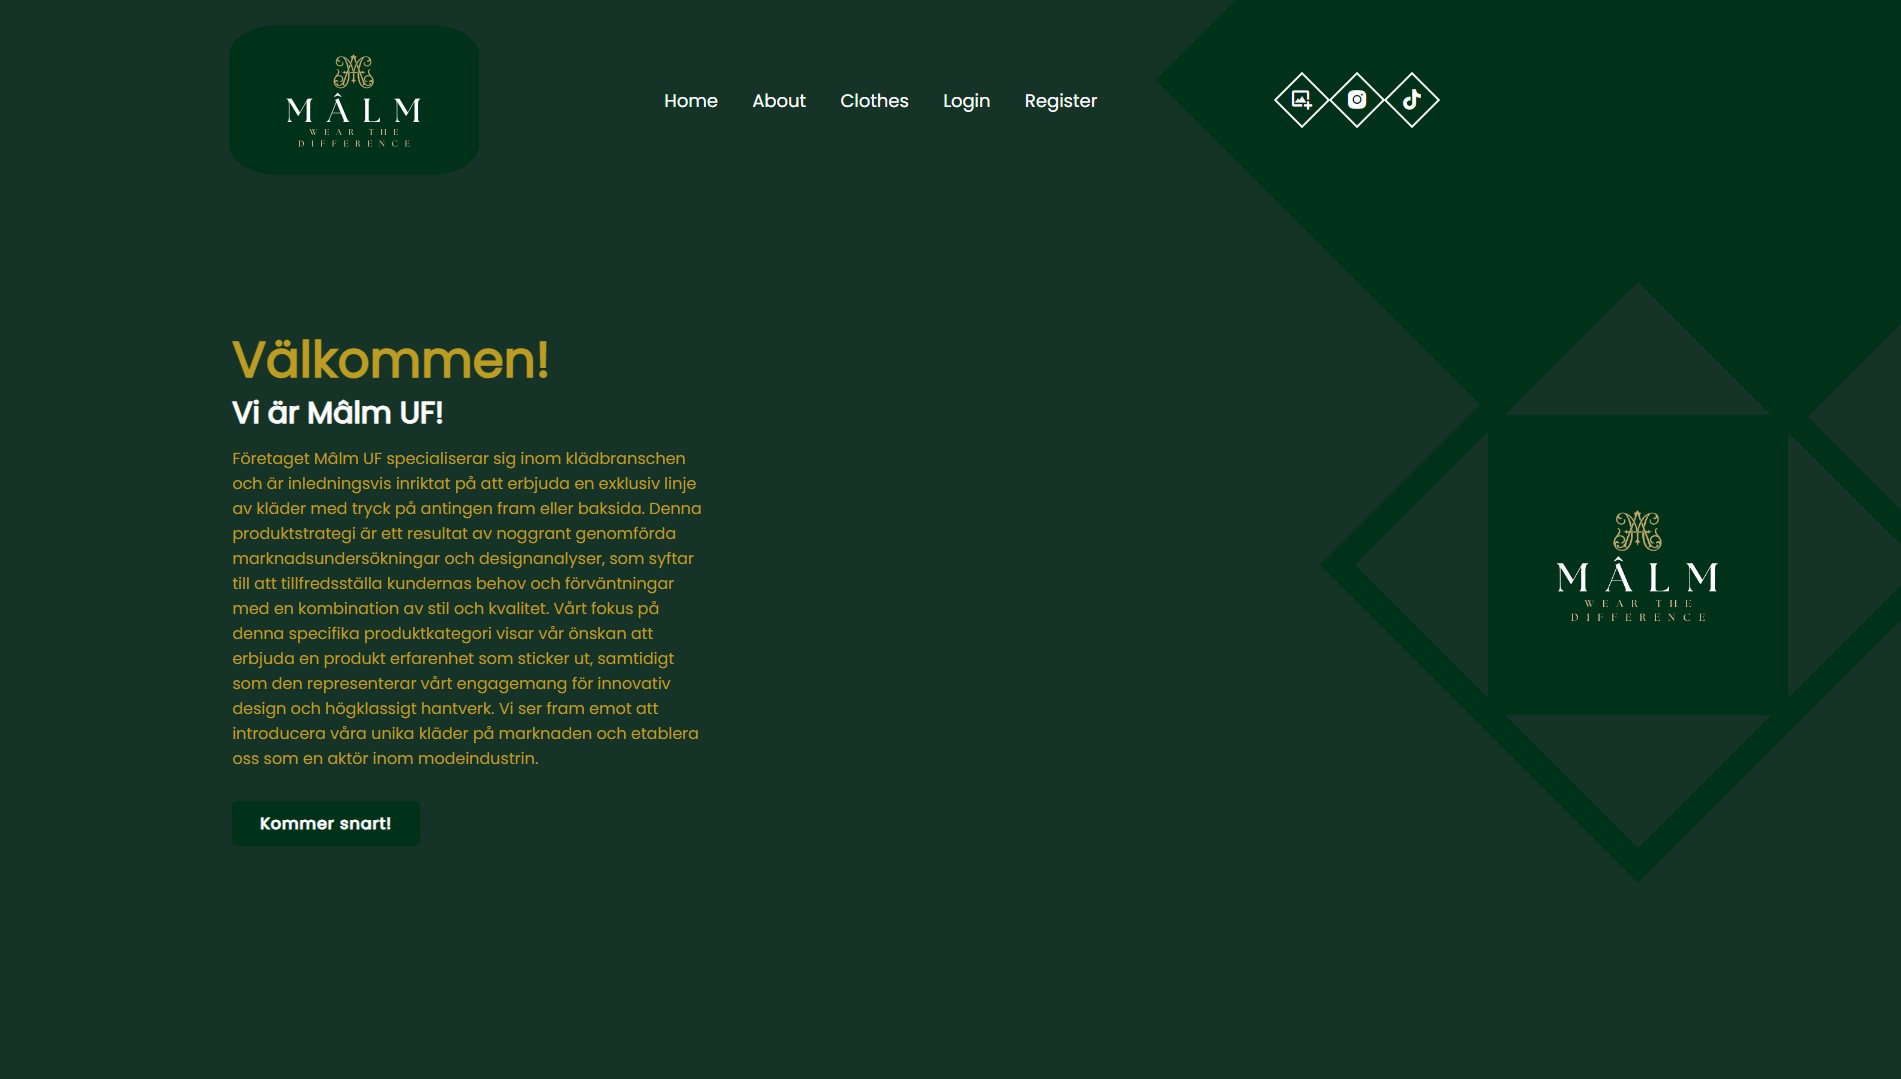 MÂLM
WEAR THE
DIFFERENCE
Home About Clothes Login Register
Välkommen!
Vi är Mâlm UF!
Företaget Mâlm UF specialiserar sig inom klädbranschen
och är inledningsvis inriktat på att erbjuda en exklusiv linje
av kläder med tryck på antingen fram eller baksida. Denna
produktstrategi är ett resultat av noggrant genomförda
marknadsundersökningar och designanalyser, som syftar
till att tillfredsställa kundernas behov och förväntningar
med en kombination av stil och kvalitet. Vårt fokus på
denna specifika produktkategori visar vår önskan att
erbjuda en produkt erfarenhet som sticker ut, samtidigt
som den representerar vårt engagemang för innovativ
design och högklassigt hantverk. Vi ser fram emot att
introducera våra unika kläder på marknaden och etablera
oss som en aktör inom modeindustrin.
Kommer snart!
MÂLM
WEAR THE
DIFFERENCE